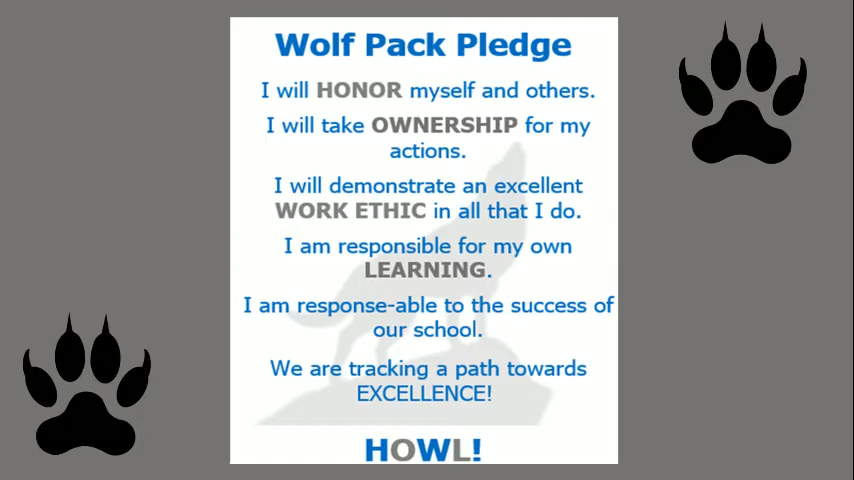 Wolf Pack Pledge
I will HONOR myself and others.
I will take OWNERSHIP for my
actions.
I will demonstrate an excellent
WORK ETHIC in all that I do.
I am responsible for my own
LEARNING.
I am response-able to the success of
our school.
We are tracking a path towards
EXCELLENCE!
HOWL!